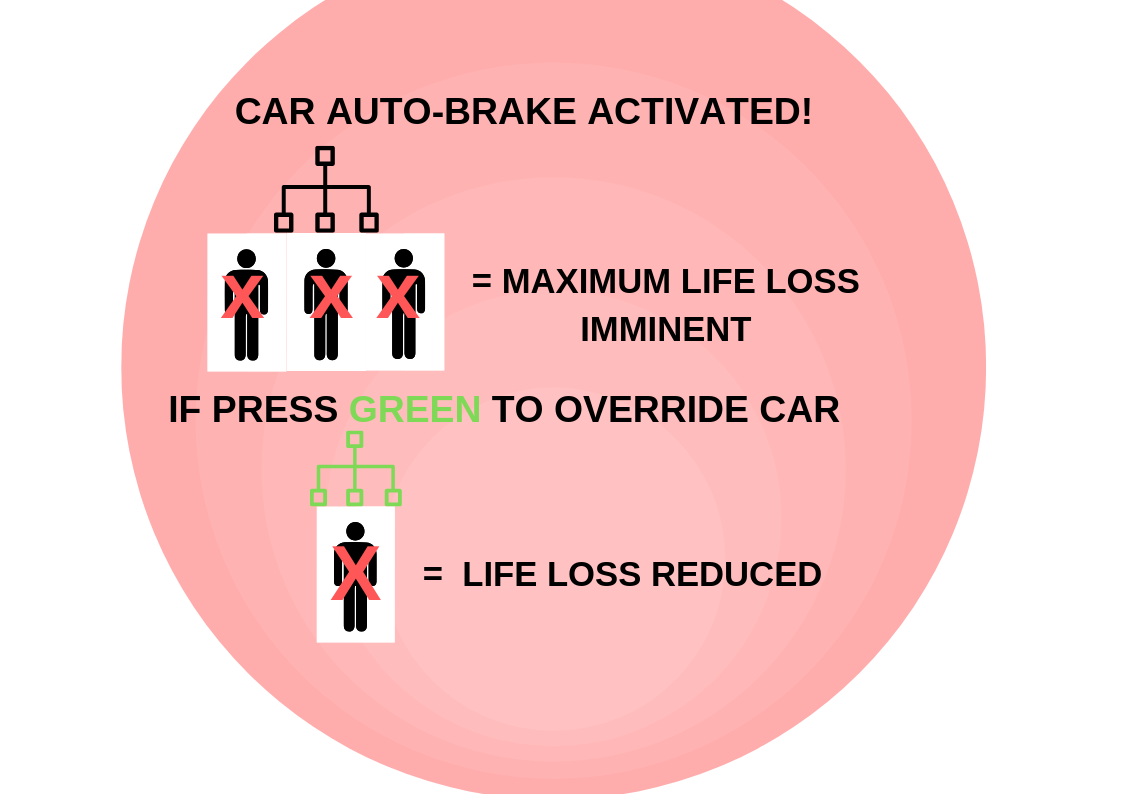 CAR AUTO-BRAKE ACTIVATED!
X X X
= MAXIMUM LIFE LOSS
IMMINENT
IF PRESS GREEN TO OVERRIDE CAR
X
= LIFE LOSS REDUCED